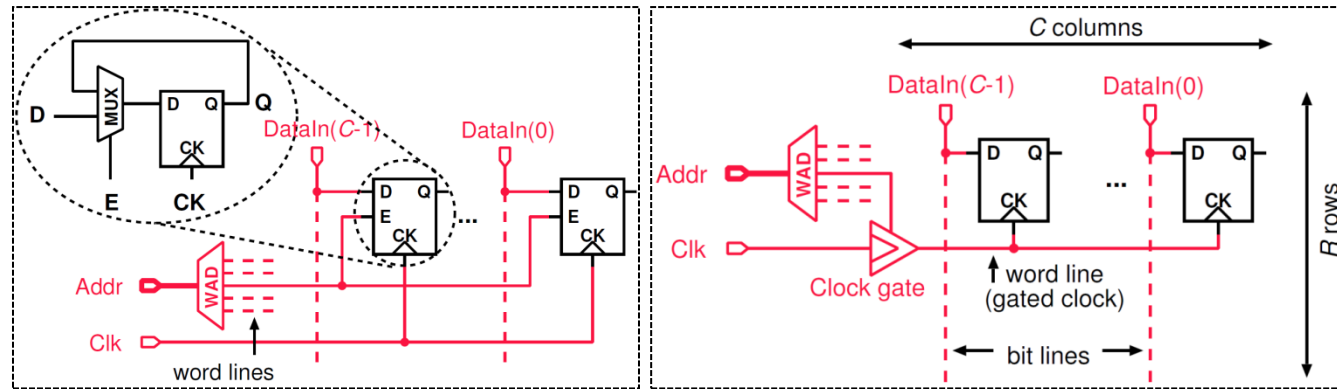 MUX
D
D
Q
Q
CK
E
CK
DataIn(C-1)
DataIn(0)
D
Q
E
CK
...
D
E
CK
Addr
WAD
Clk
word lines
C columns
DataIn(C-1)
DataIn(0)
Addr
WAD
D
Q
CK
...
D
Q
CK
Clk
Clock gate
word line
(gated clock)
bit lines
R rows